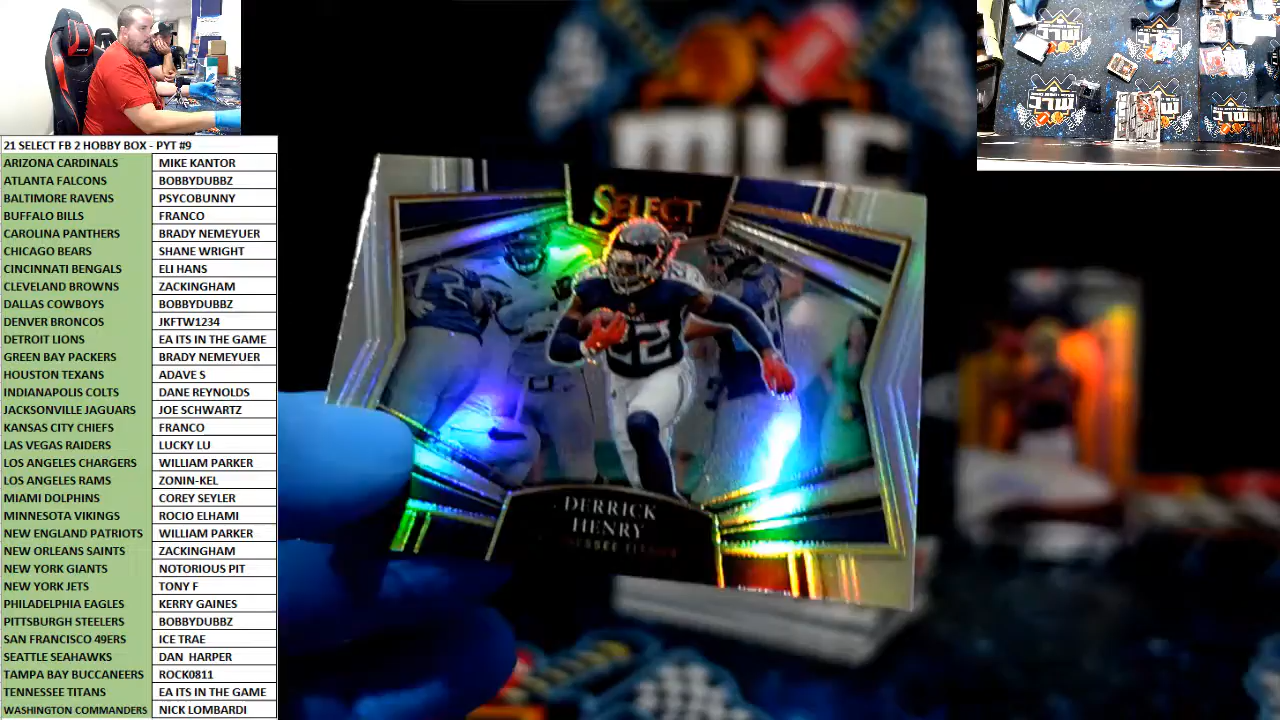 21 SELECT FB 2 HOBBY BOX - PYT #9
ARIZONA CARDINALS MIKE KANTOR
ATLANTA FALCONS BOBBYDUBBZ
BALTIMORE RAVENS PSYCOBUNNY
BUFFALO BILLS FRANCO
CAROLINA PANTHERS BRADY NEMEYUER
CHICAGO BEARS SHANE WRIGHT
CINCINNATI BENGALS ELI HANS
CLEVELAND BROWNS ZACKINGHAM
DALLAS COWBOYS BOBBYDUBBZ
DENVER BRONCOS JKFTW1234
DETROIT LIONS EA ITS IN THE GAME
GREEN BAY PACKERS BRADY NEMEYUER
HOUSTON TEXANS ADAVE S
INDIANAPOLIS COLTS DANE REYNOLDS
JACKSONVILLE JAGUARS JOE SCHWARTZ
KANSAS CITY CHIEFS FRANCO
LAS VEGAS RAIDERS LUCKY LU
LOS ANGELES CHARGERS WILLIAM PARKER
LOS ANGELES RAMS ZONIN-KEL
MIAMI DOLPHINS COREY SEYLER
MINNESOTA VIKINGS ROCIO ELHAMI
NEW ENGLAND PATRIOTS WILLIAM PARKER
NEW ORLEANS SAINTS ZACKINGHAM
NEW YORK GIANTS NOTORIOUS PIT
NEW YORK JETS TONY F
PHILADELPHIA EAGLES KERRY GAINES
PITTSBURGH STEELERS BOBBYDUBBZ
SAN FRANCISCO 49ERS ICE TRAE
SEATTLE SEAHAWKS DAN HARPER
TAMPA BAY BUCCANEERS ROCK0811
TENNESSEE TITANS EA ITS IN THE GAME
WASHINGTON COMMANDERS NICK LOMBARDI
MLC
SELECT
22
DERRICK
HENRY
MLC
MLC